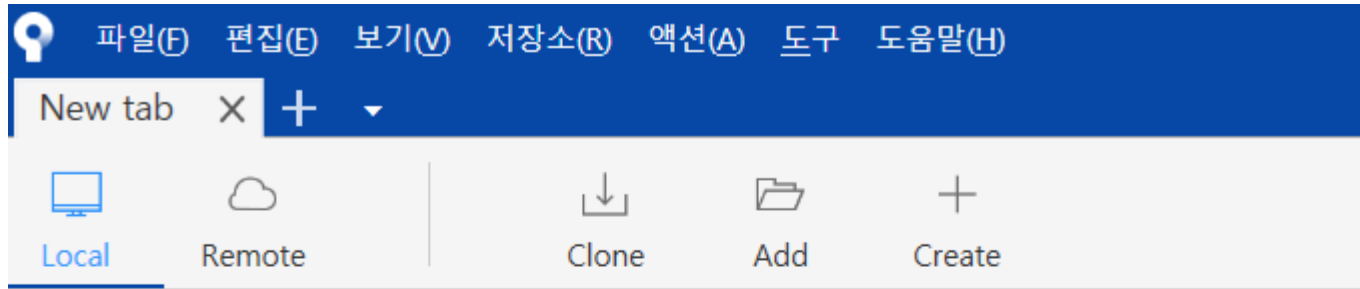 파일(F) 편집(E) 보기(V) 저장소(R) 액션(A) 도구 도움말(H)
New tab
Local Remote Clone Add Create